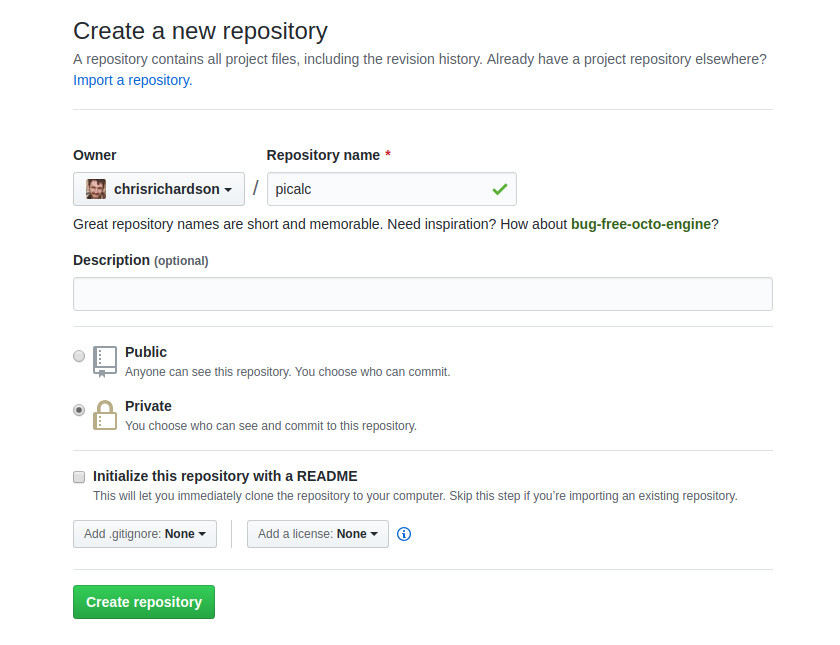 Create a new repository
A repository contains all project files, including the revision history. Already have a project repository elsewhere?
Import a repository.
Owner
Repository name *
chrisrichardson
/
picalc
Great repository names are short and memorable. Need inspiration? How about bug-free-octo-engine?
Description (optional)
Public
Anyone can see this repository. You choose who can commit.
Private
You choose who can see and commit to this repository.
Initialize this repository with a README
This will let you immediately clone the repository to your computer. Skip this step if you’re importing an existing repository.
Add .gitignore: None
Add a license: None
Create repository